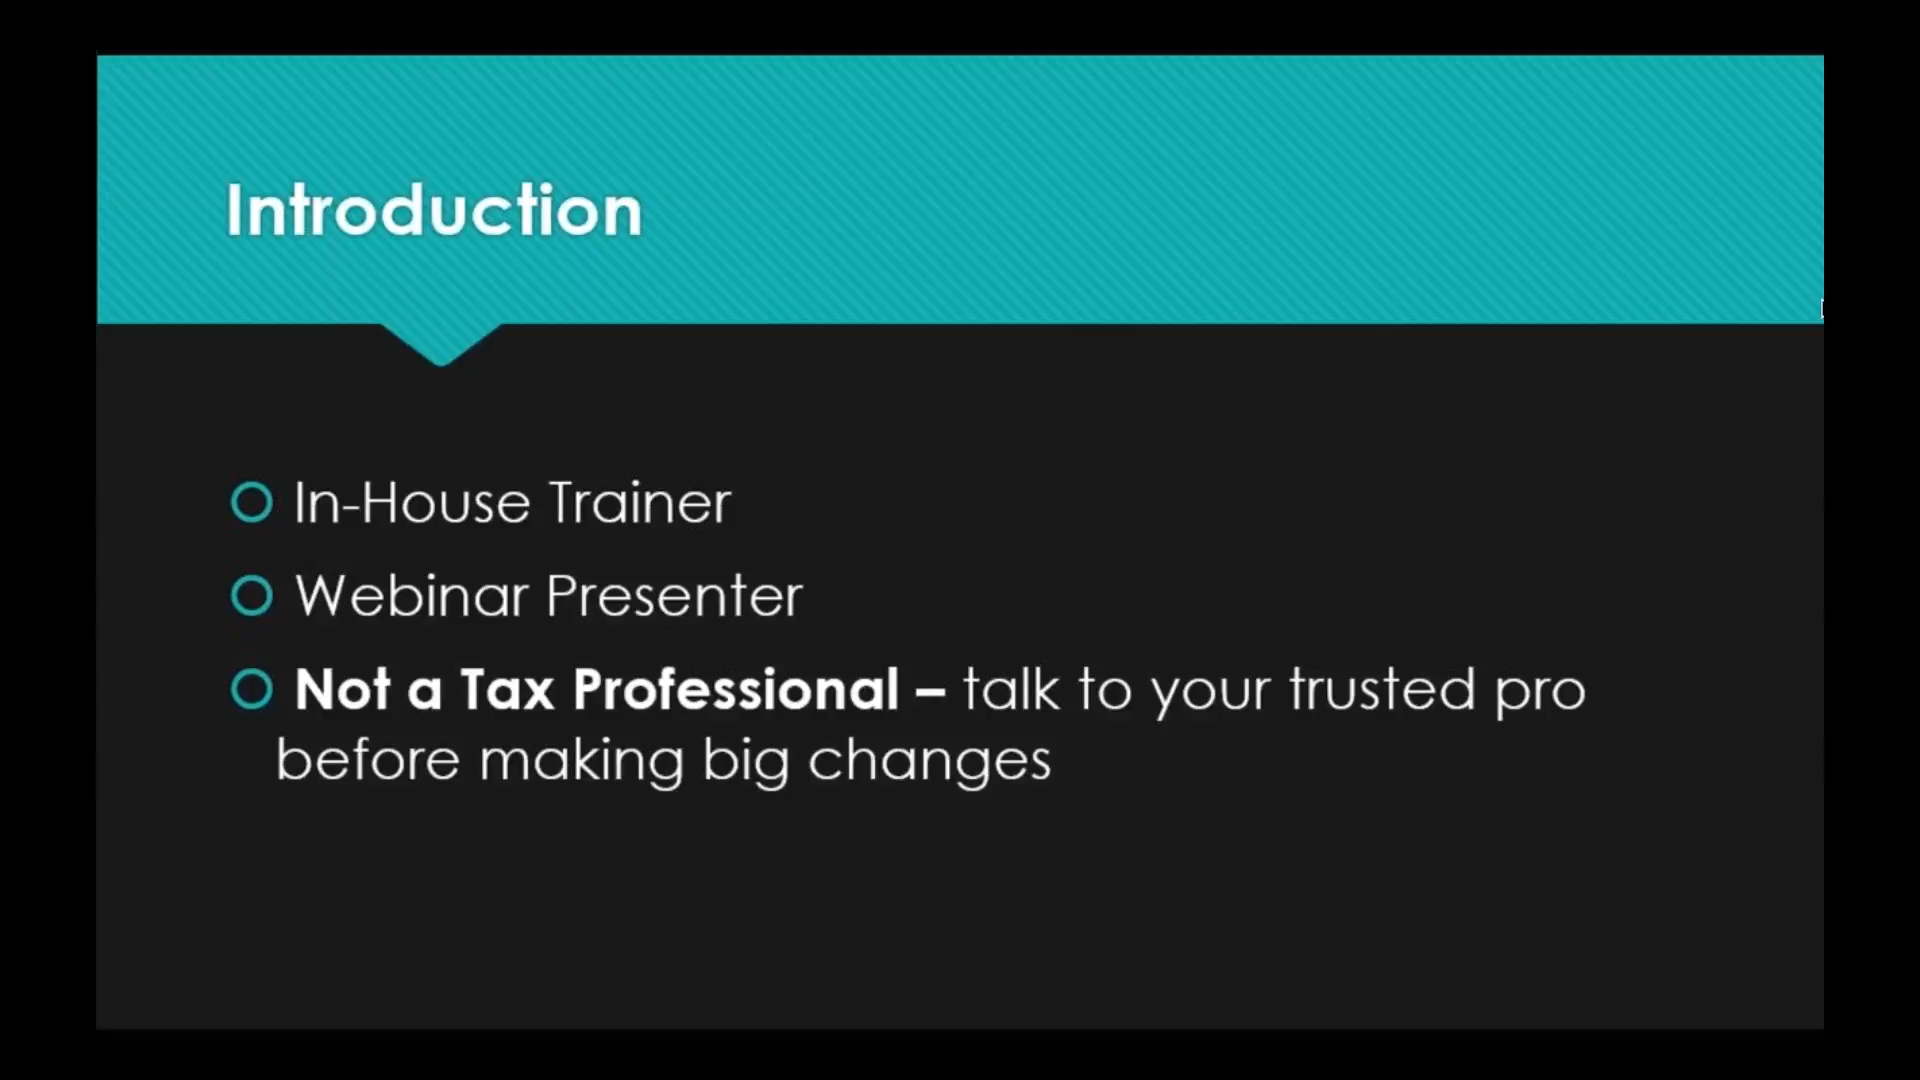 Introduction
In-House Trainer
Webinar Presenter
Not a Tax Professional – talk to your trusted pro
before making big changes